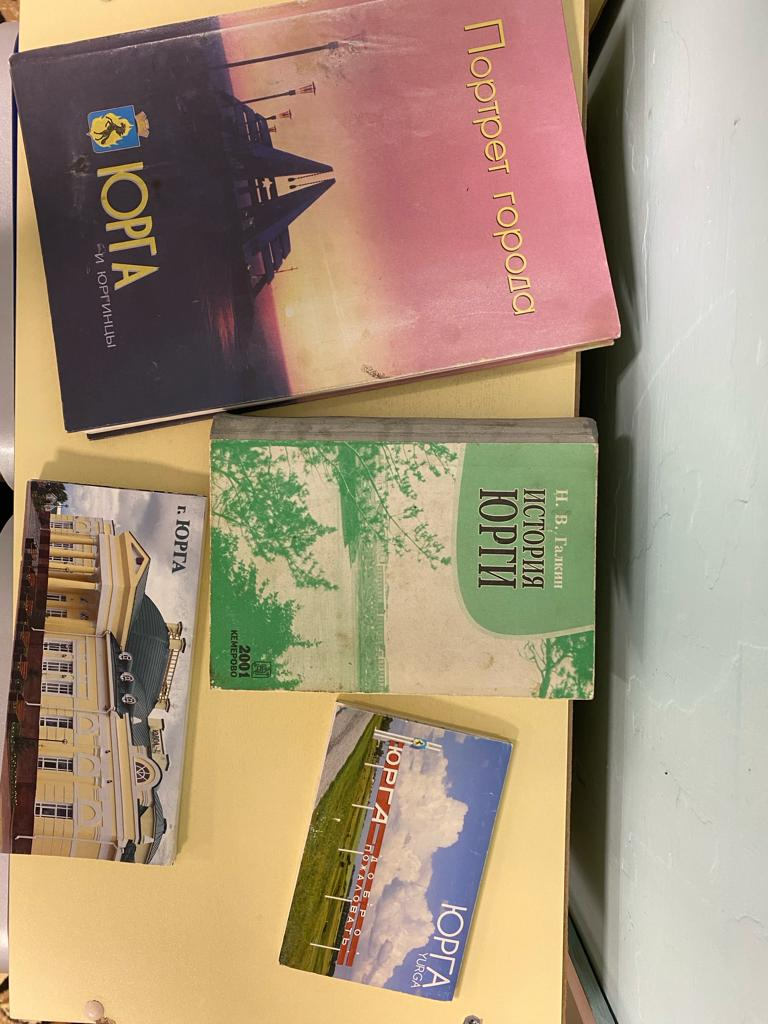 Портрет города
ЮРГА
и юргинцы
Н. В. Галкин
ИСТОРИЯ
ЮРГИ
2001
КЕМЕРОВО
г. ЮРГА
ЮРГА
YURGA
ЮРГА
ДОБРО
ПОЖАЛОВАТЬ!